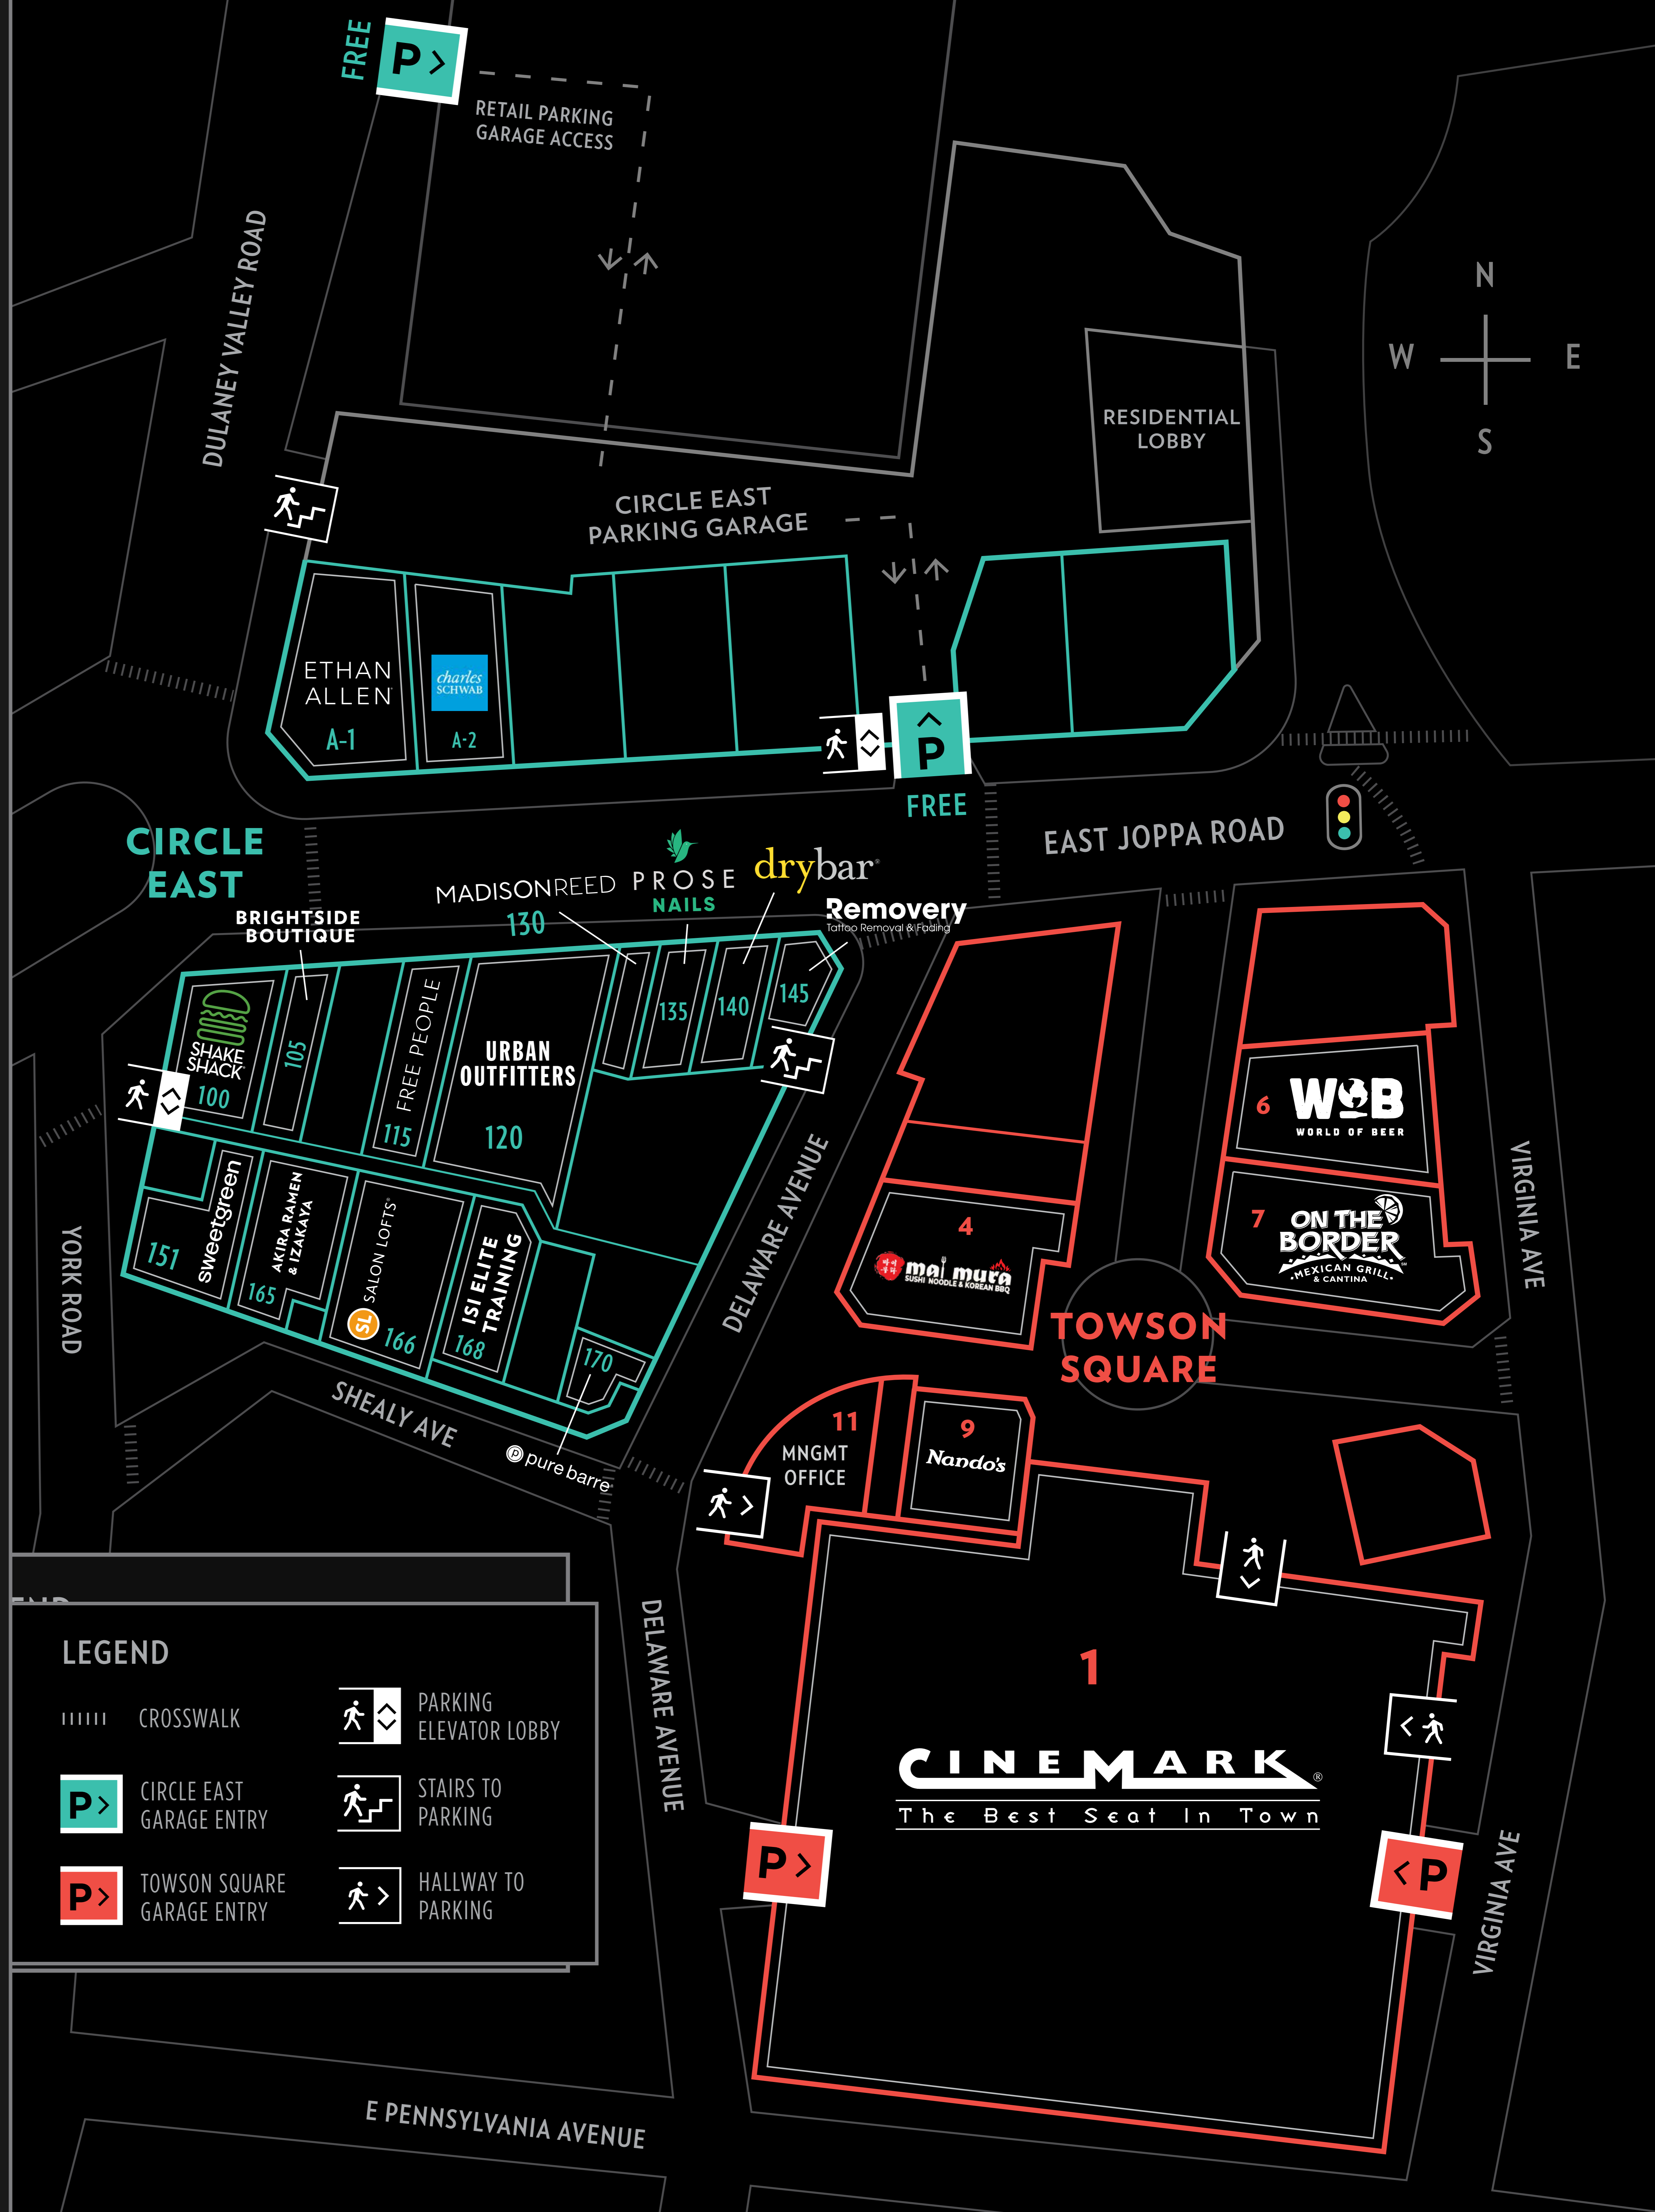 FREE
P >
RETAIL PARKING
GARAGE ACCESS
DULANEY VALLEY ROAD
N
W
E
S
RESIDENTIAL
LOBBY
CIRCLE EAST
PARKING GARAGE
ETHAN
ALLEN
A-1
charles
SCHWAB
A-2
P
FREE
EAST JOPPA ROAD
CIRCLE
EAST
BRIGHTSIDE
BOUTIQUE
MADISON REED
130
PROSE
NAILS
drybar
Removery
Tattoo Removal & Fading
SHAKE
SHACK
100
105
FREE PEOPLE
115
URBAN
OUTFITTERS
120
135
140
145
151
sweetgreen
AKIRA RAMEN
& IZAKAYA
165
SL
SALON LOFTS
166
ISI ELITE
TRAINING
168
170
P pure barre
YORK ROAD
SHEALY AVE
DELAWARE AVENUE
6
WOB
WORLD OF BEER
7
ON THE
BORDER
MEXICAN GRILL
& CANTINA
VIRGINIA AVE
4
mai mura
SUSHI NOODLE & KOREAN BBQ
TOWSON
SQUARE
11
MNGMT
OFFICE
9
Nando's
1
CINEMARK®
The Best Seat In Town
P >
< P
VIRGINIA AVE
DELAWARE AVENUE
LEGEND
CROSSWALK
PARKING
ELEVATOR LOBBY
P >
CIRCLE EAST
GARAGE ENTRY
STAIRS TO
PARKING
P >
TOWSON SQUARE
GARAGE ENTRY
HALLWAY TO
PARKING
E PENNSYLVANIA AVENUE